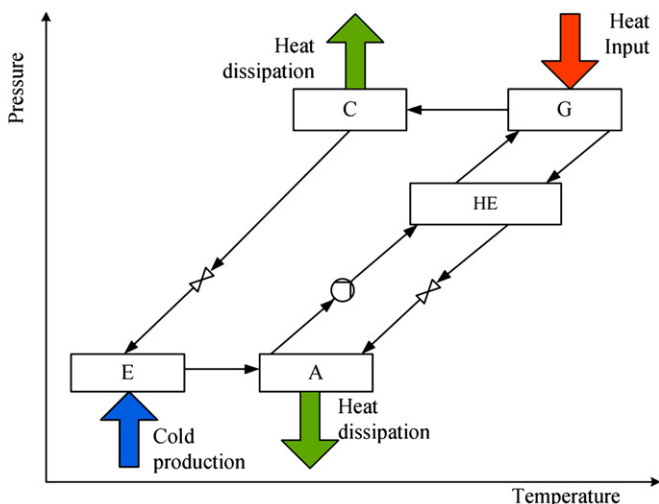 Pressure
Heat
dissipation
Heat
Input
C
G
HE
E
A
Cold
production
Heat
dissipation
Temperature